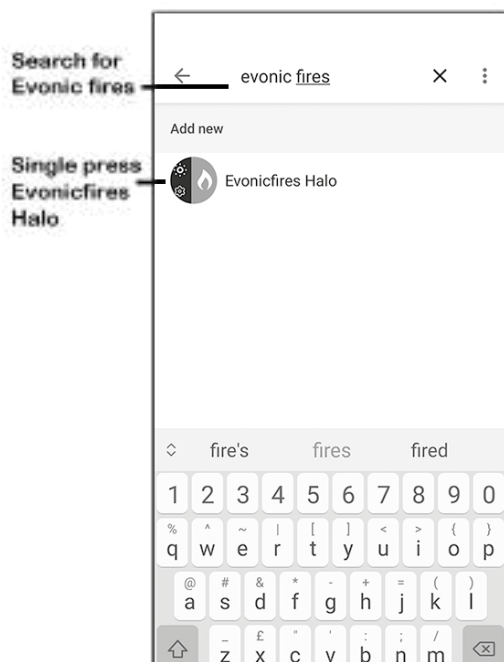 Search for
Evonic fires
evonic fires
Add new
Single press
Evonicfires
Halo
Evonicfires Halo
fire's fires fired
1 2 3 4 5 6 7 8 9 0
% ^ ~ | [ ] < > { }
q w e r t y u i o p
@ # & * - + = ( )
a s d f g h j k l
_ £ " ' : ; /
z x c v b n m